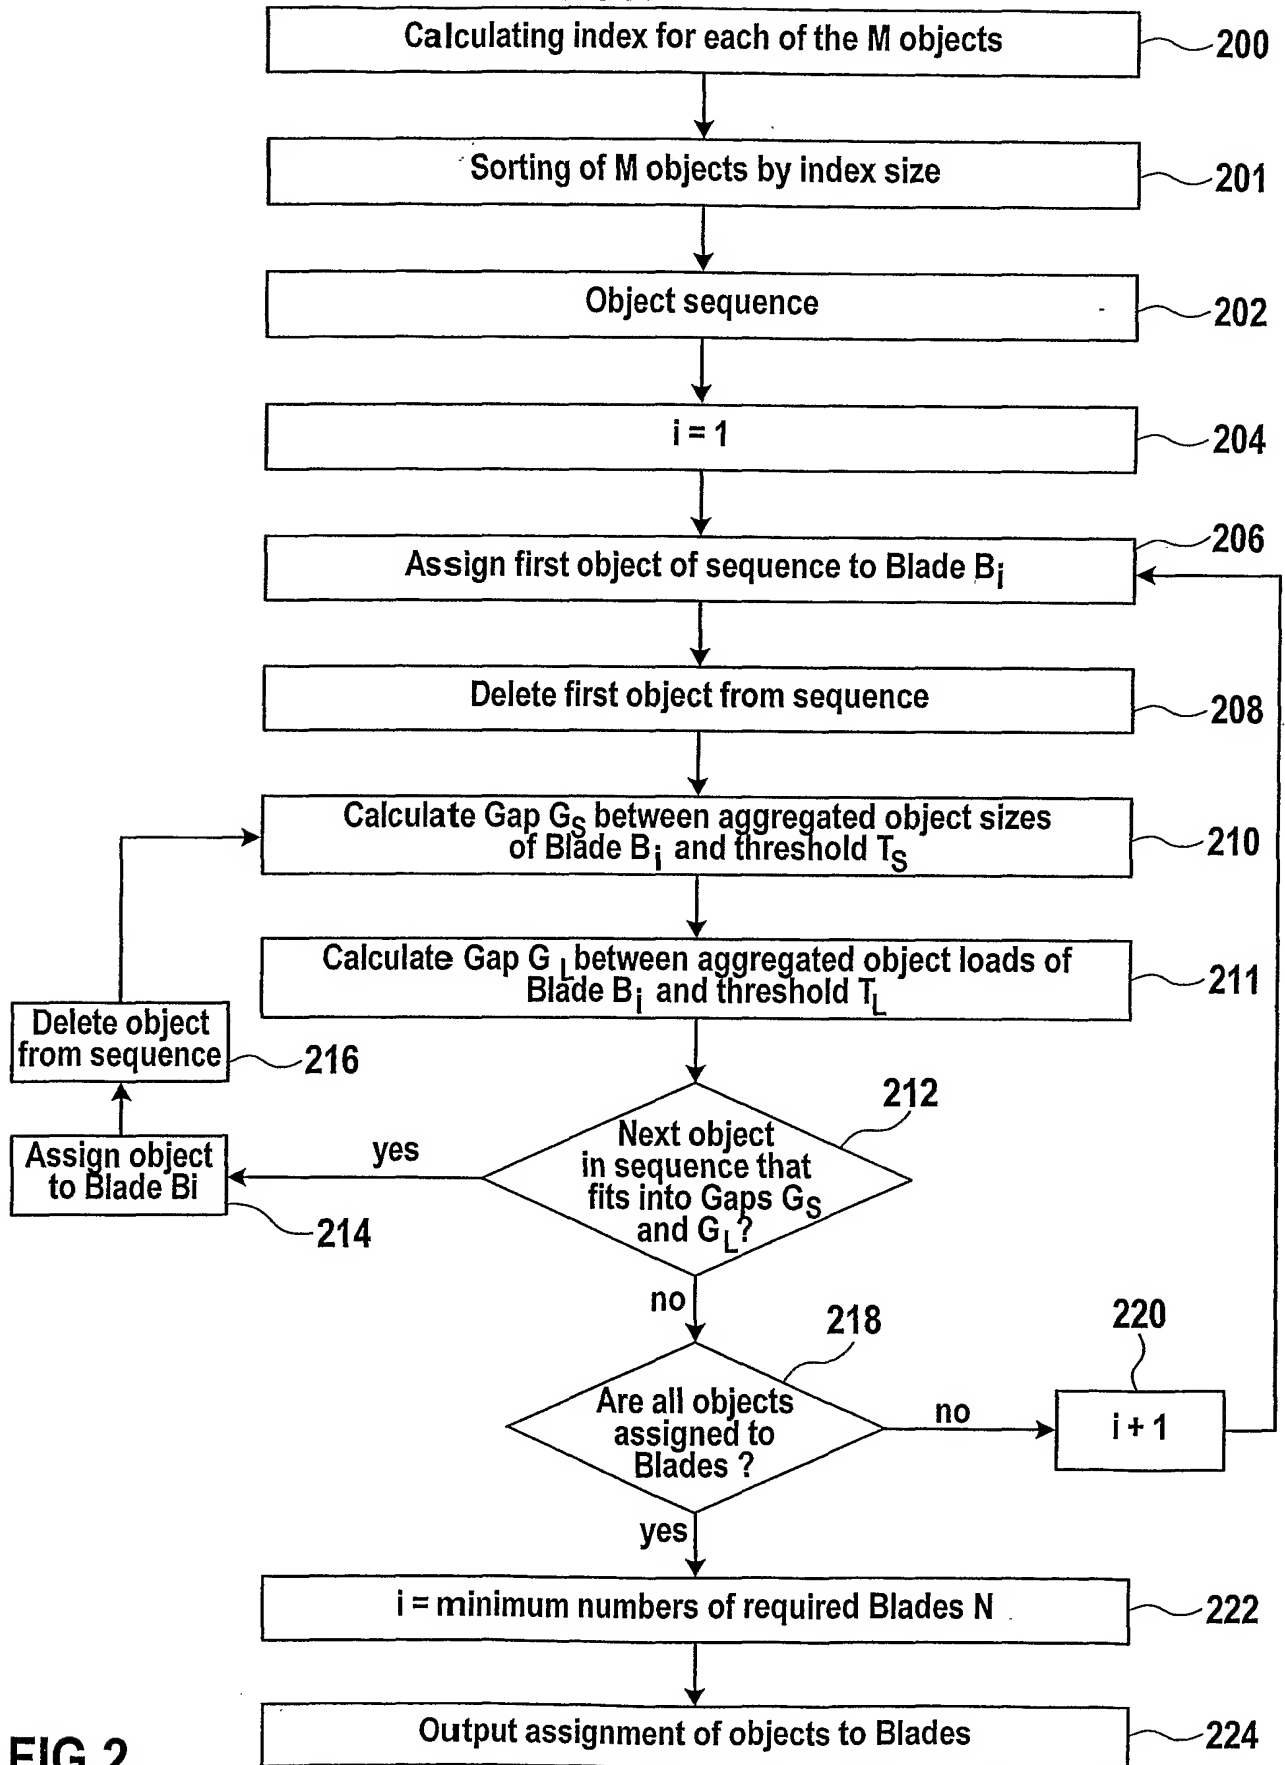 Calculating index for each of the M objects
200
Sorting of M objects by index size
201
Object sequence
202
i = 1
204
206
Assign first object of sequence to Blade Bi
Delete first object from sequence
208
Calculate Gap GS between aggregated object sizes
of Blade Bi and threshold TS
210
Calculate Gap GL between aggregated object loads of
Blade Bi and threshold TL
211
Delete object
from sequence
216
212
Next object
in sequence that
fits into Gaps GS
and GL?
yes
Assign object
to Blade Bi
214
no
218
220
Are all objects
assigned to
Blades ?
no
i + 1
yes
i = minimum numbers of required Blades N
222
Output assignment of objects to Blades
224
FIG 2